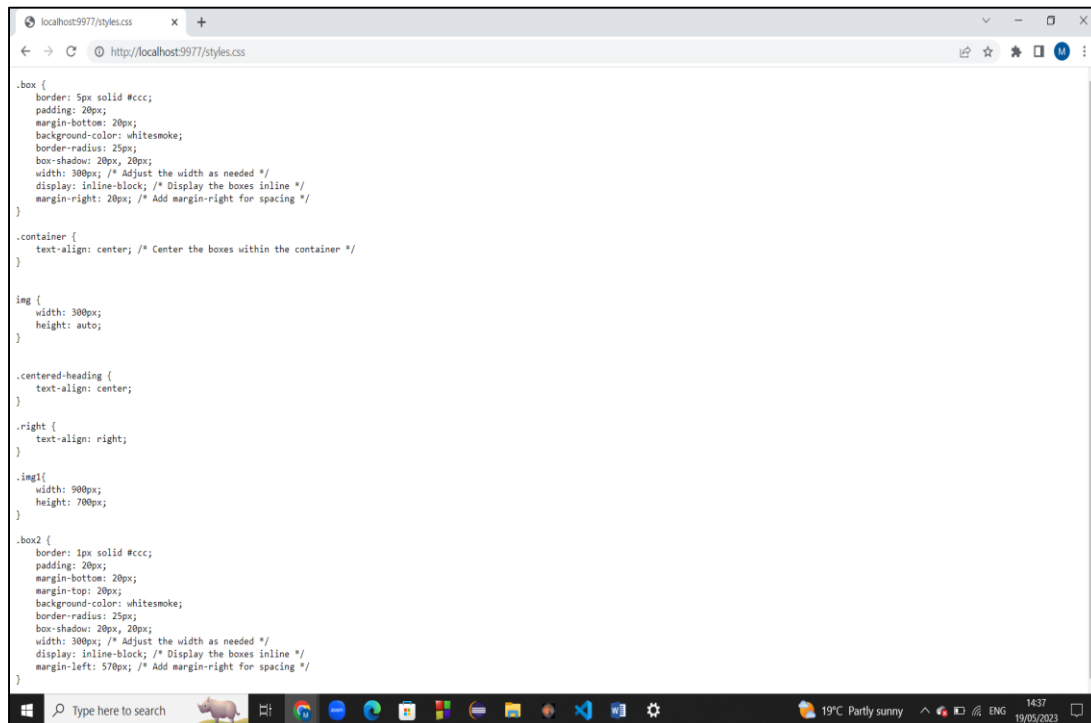 localhost:9977/styles.css
http://localhost:9977/styles.css
M
.box {
    border: 5px solid #ccc;
    padding: 20px;
    margin-bottom: 20px;
    background-color: whitesmoke;
    border-radius: 25px;
    box-shadow: 20px, 20px;
    width: 300px; /* Adjust the width as needed */
    display: inline-block; /* Display the boxes inline */
    margin-right: 20px; /* Add margin-right for spacing */
}
.container {
    text-align: center; /* Center the boxes within the container */
}
img {
    width: 300px;
    height: auto;
}
.centered-heading {
    text-align: center;
}
.right {
    text-align: right;
}
.img1{
    width: 900px;
    height: 700px;
}
.box2 {
    border: 1px solid #ccc;
    padding: 20px;
    margin-bottom: 20px;
    margin-top: 20px;
    background-color: whitesmoke;
    border-radius: 25px;
    box-shadow: 20px, 20px;
    width: 300px; /* Adjust the width as needed */
    display: inline-block; /* Display the boxes inline */
    margin-left: 570px; /* Add margin-right for spacing */
}
Type here to search
zoom
19°C Partly sunny
ENG
14:37
19/05/2023